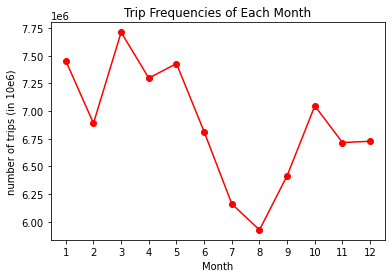 Trip Frequencies of Each Month
1e6
7.75
7.50
7.25
7.00
6.75
6.50
6.25
6.00
number of trips (in 10e6)
1 2 3 4 5 6 7 8 9 10 11 12
Month